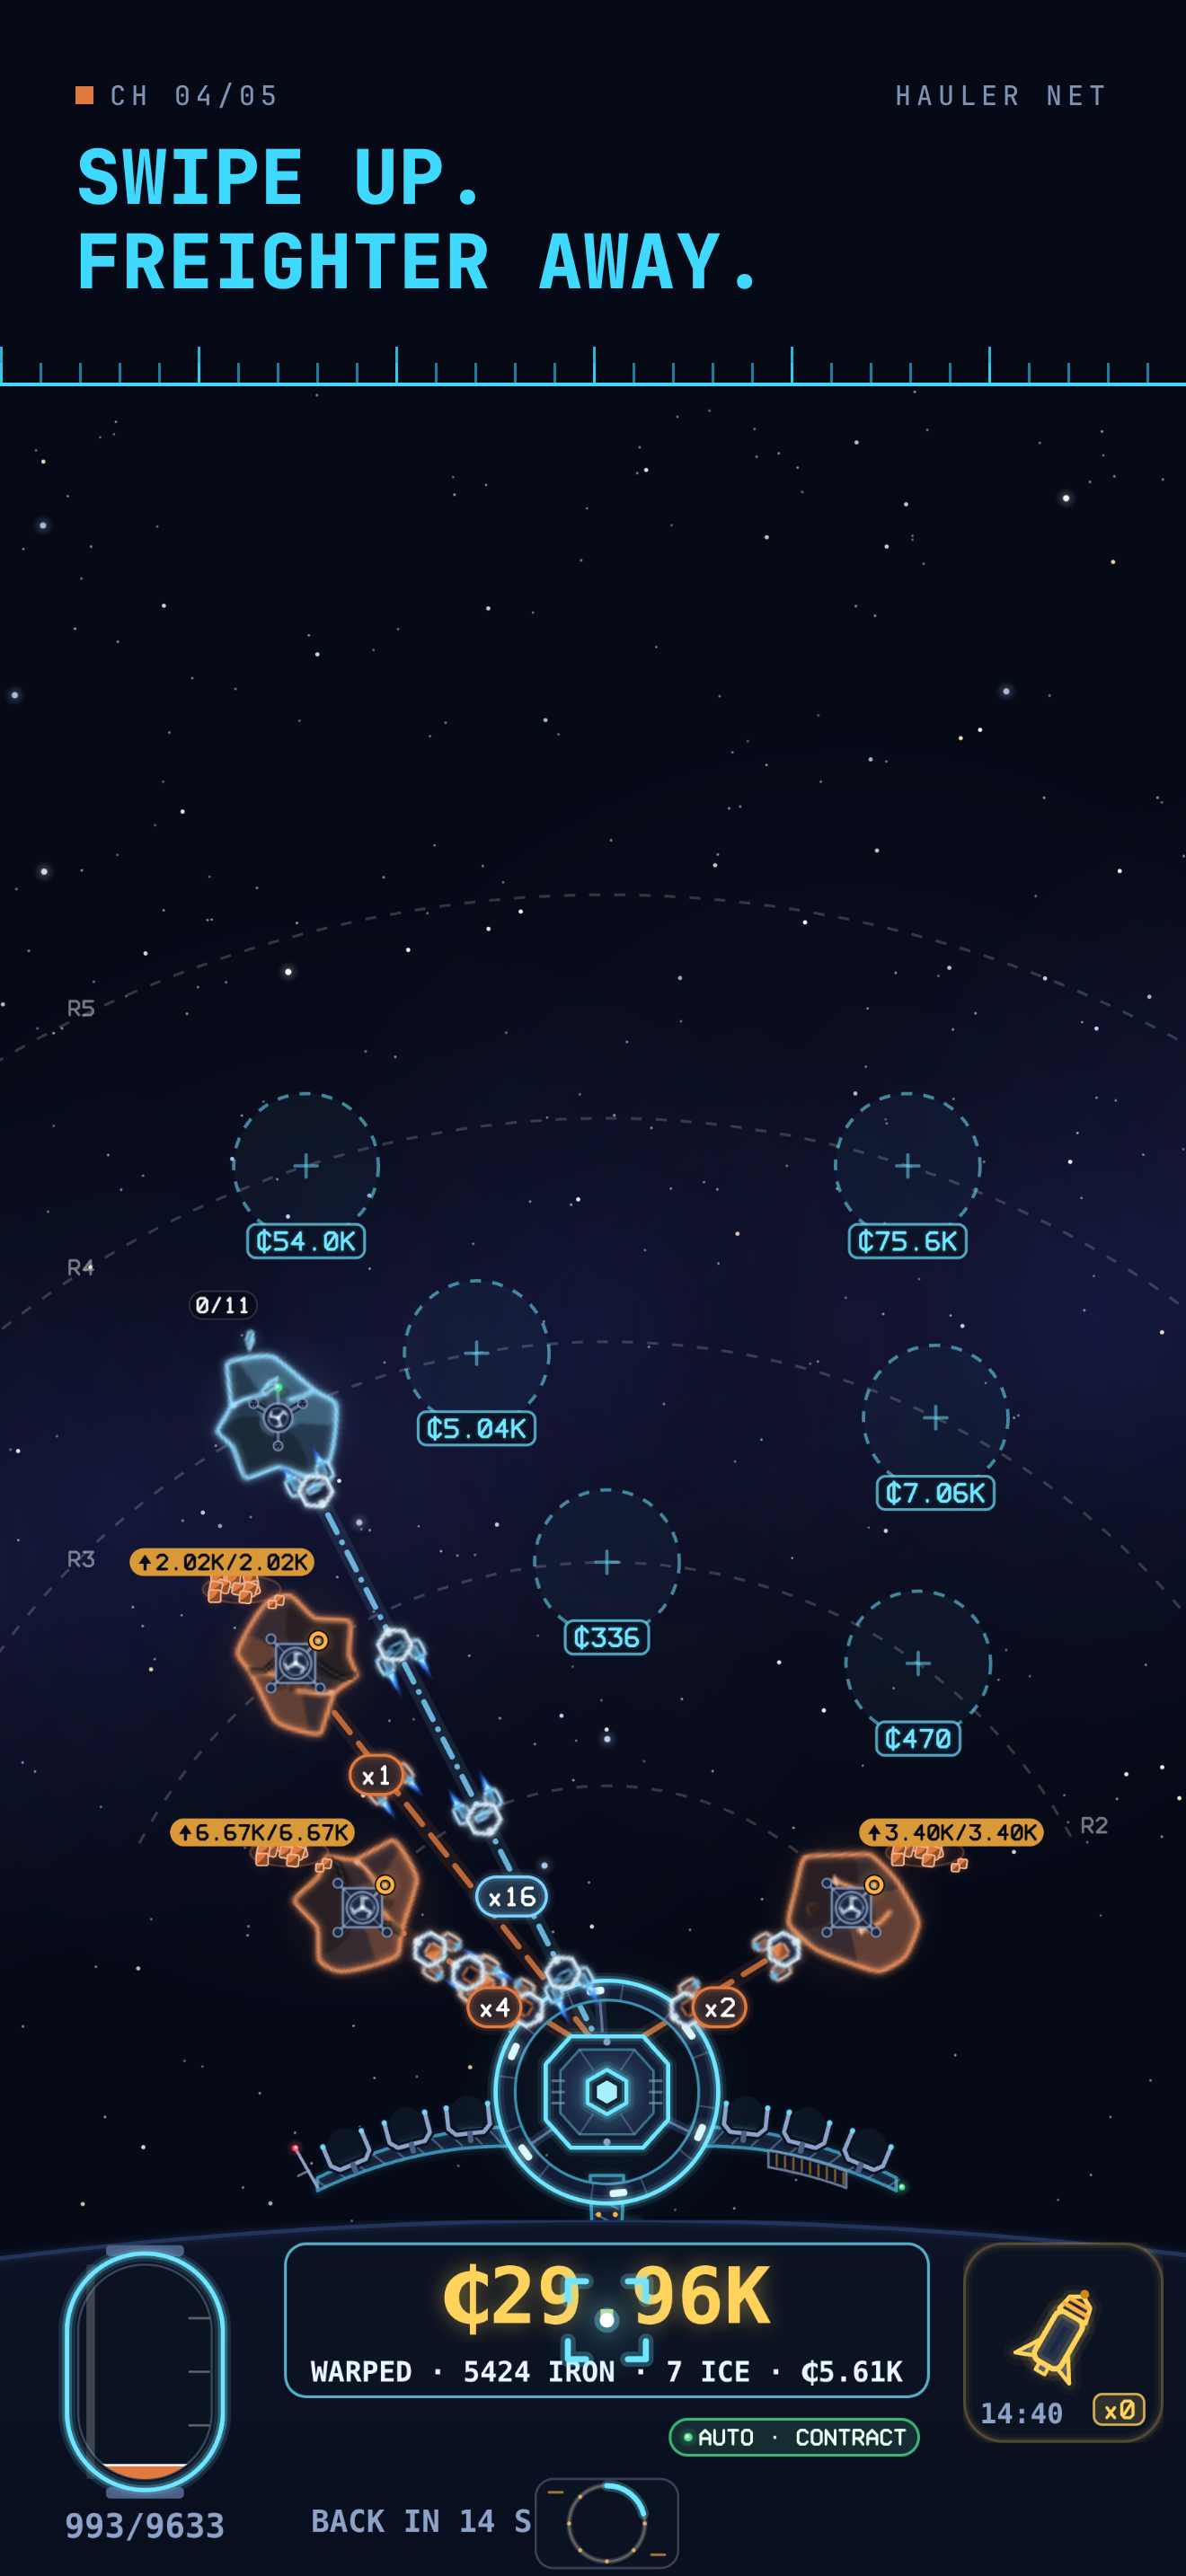 CH 04/05
HAULER NET
SWIPE UP.
FREIGHTER AWAY.
R5
₵54.0K
₵75.6K
R4
0/11
₵5.04K
₵7.06K
R3
↑2.02K/2.02K
₵336
₵470
x1
↑6.67K/6.67K
↑3.40K/3.40K
R2
x16
x4
x2
₵29.96K
WARPED · 5424 IRON · 7 ICE · ₵5.61K
14:40
x0
AUTO · CONTRACT
993/9633
BACK IN 14 S